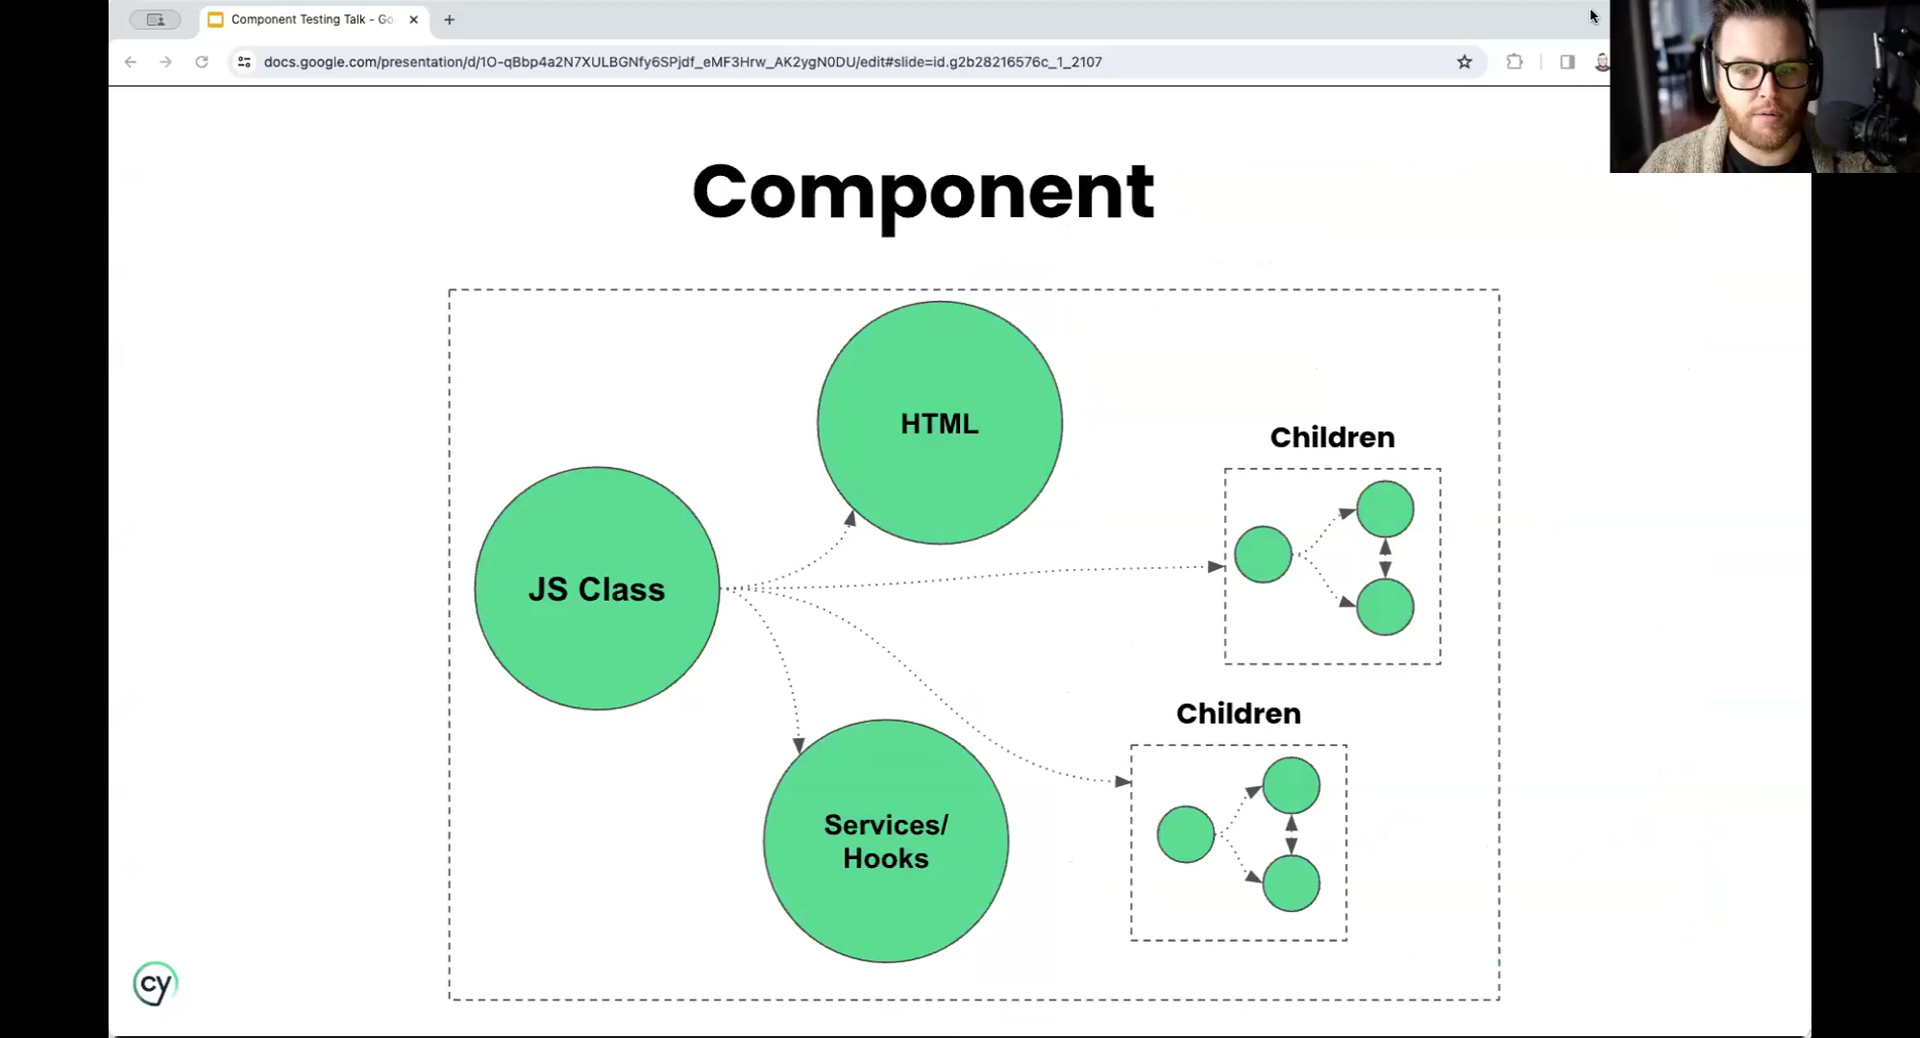 Component Testing Talk - Go
docs.google.com/presentation/d/1O-qBbp4a2N7XULBGNfy6SPjdf_eMF3Hrw_AK2ygN0DU/edit#slide=id.g2b28216576c_1_2107
Component
HTML
Children
JS Class
Children
Services/
Hooks
cy